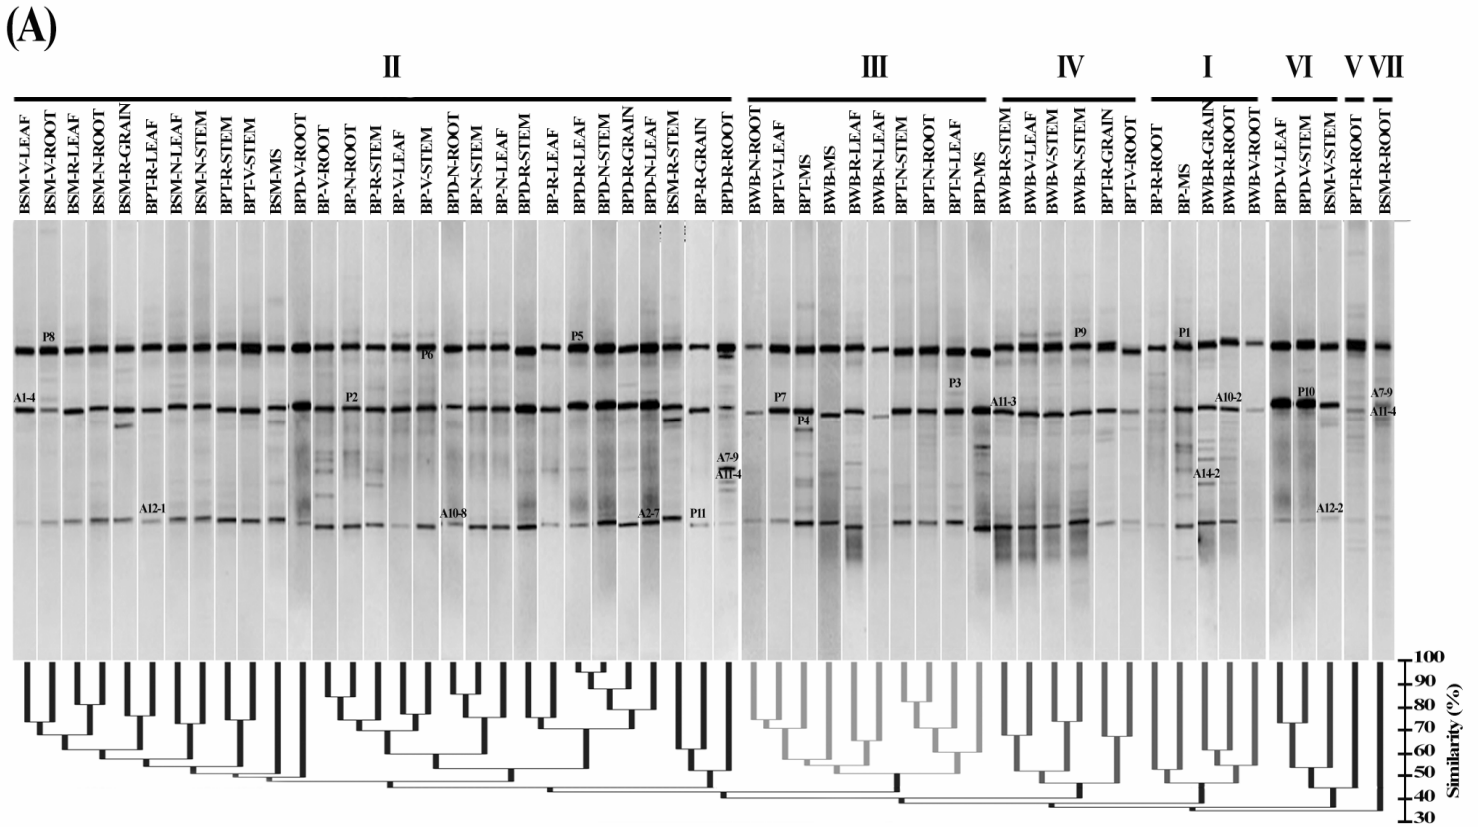 (A)
II III IV I VI V VII
BSM-V-LEAF
BSM-V-ROOT
BSM-R-LEAF
BSM-N-ROOT
BSM-R-GRAIN
BPT-R-LEAF
BSM-N-LEAF
BSM-N-STEM
BPT-R-STEM
BPT-V-STEM
BSM-MS
BPD-V-ROOT
BP-V-ROOT
BP-N-ROOT
BP-R-STEM
BP-V-LEAF
BP-V-STEM
BPD-N-ROOT
BP-N-STEM
BP-N-LEAF
BPD-R-STEM
BP-R-LEAF
BPD-R-LEAF
BPD-N-STEM
BPD-R-GRAIN
BPD-N-LEAF
BSM-R-STEM
BP-R-GRAIN
BPD-R-ROOT
BWB-N-ROOT
BPT-V-LEAF
BPT-MS
BWB-MS
BWB-R-LEAF
BWB-N-LEAF
BPT-N-STEM
BPT-N-ROOT
BPT-N-LEAF
BPD-MS
BWB-R-STEM
BWB-V-LEAF
BWB-V-STEM
BWB-N-STEM
BPT-R-GRAIN
BPT-V-ROOT
BP-R-ROOT
BP-MS
BWB-R-GRAIN
BWB-R-ROOT
BWB-V-ROOT
BPD-V-LEAF
BPD-V-STEM
BSM-V-STEM
BPT-R-ROOT
BSM-R-ROOT
P8 P6 P5 P9 P1
A1-4 P2 P7 P4 P3 A11-3 A10-2 P10 A7-9
A11-4
A7-9
A11-4 A14-2
A12-1 A10-8 A2-7 P11 A12-2
100
90
80
70
60
50
40
30
Similarity (%)